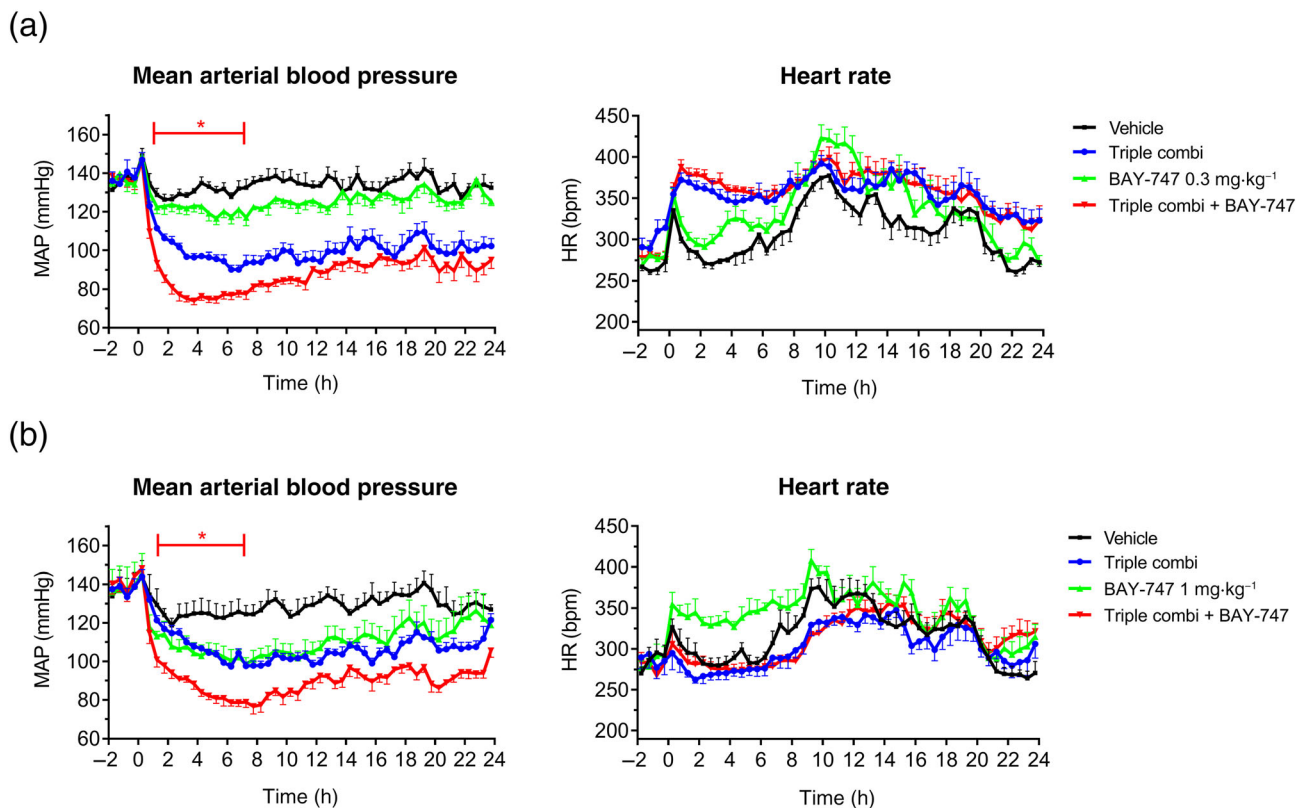 (a)
Mean arterial blood pressure
Heart rate
*
MAP (mmHg)
160
140
120
100
80
60
–2 0 2 4 6 8 10 12 14 16 18 20 22 24
Time (h)
HR (bpm)
450
400
350
300
250
200
–2 0 2 4 6 8 10 12 14 16 18 20 22 24
Time (h)
Vehicle
Triple combi
BAY-747 0.3 mg·kg⁻¹
Triple combi + BAY-747
(b)
Mean arterial blood pressure
Heart rate
*
MAP (mmHg)
160
140
120
100
80
60
–2 0 2 4 6 8 10 12 14 16 18 20 22 24
Time (h)
HR (bpm)
450
400
350
300
250
200
–2 0 2 4 6 8 10 12 14 16 18 20 22 24
Time (h)
Vehicle
Triple combi
BAY-747 1 mg·kg⁻¹
Triple combi + BAY-747